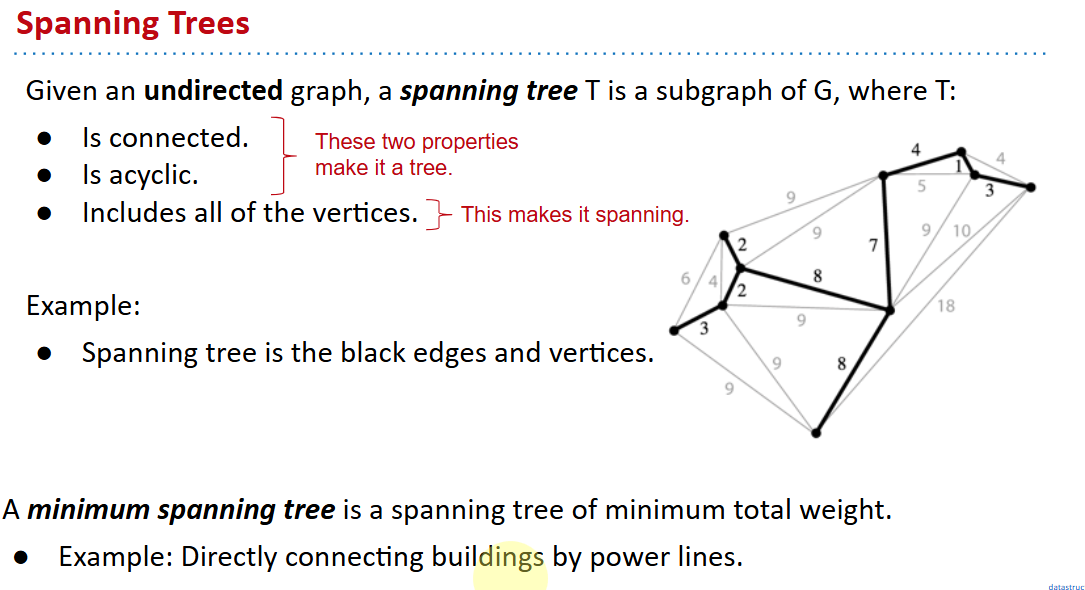 Spanning Trees
Given an undirected graph, a spanning tree T is a subgraph of G, where T:
● Is connected.
● Is acyclic.
These two properties
make it a tree.
● Includes all of the vertices.
This makes it spanning.
Example:
● Spanning tree is the black edges and vertices.
4
1
4
5
3
9
9
7
9
10
2
6
4
2
8
18
3
9
9
8
9
A minimum spanning tree is a spanning tree of minimum total weight.
● Example: Directly connecting buildings by power lines.
datastruc